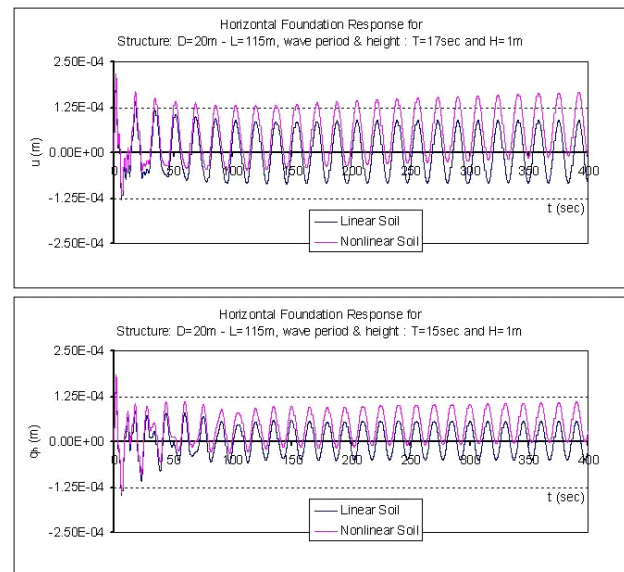 Horizontal Foundation Response for
Structure: D=20m - L=115m, wave period & height : T=17sec and H=1m
2.50E-04
1.25E-04
0.00E+00
-1.25E-04
-2.50E-04
u (m)
0 50 100 150 200 250 300 350 400
t (sec)
Linear Soil
Nonlinear Soil
Horizontal Foundation Response for
Structure: D=20m - L=115m, wave period & height : T=15sec and H=1m
2.50E-04
1.25E-04
0.00E+00
-1.25E-04
-2.50E-04
qh (m)
0 50 100 150 200 250 300 350 400
t (sec)
Linear Soil
Nonlinear Soil